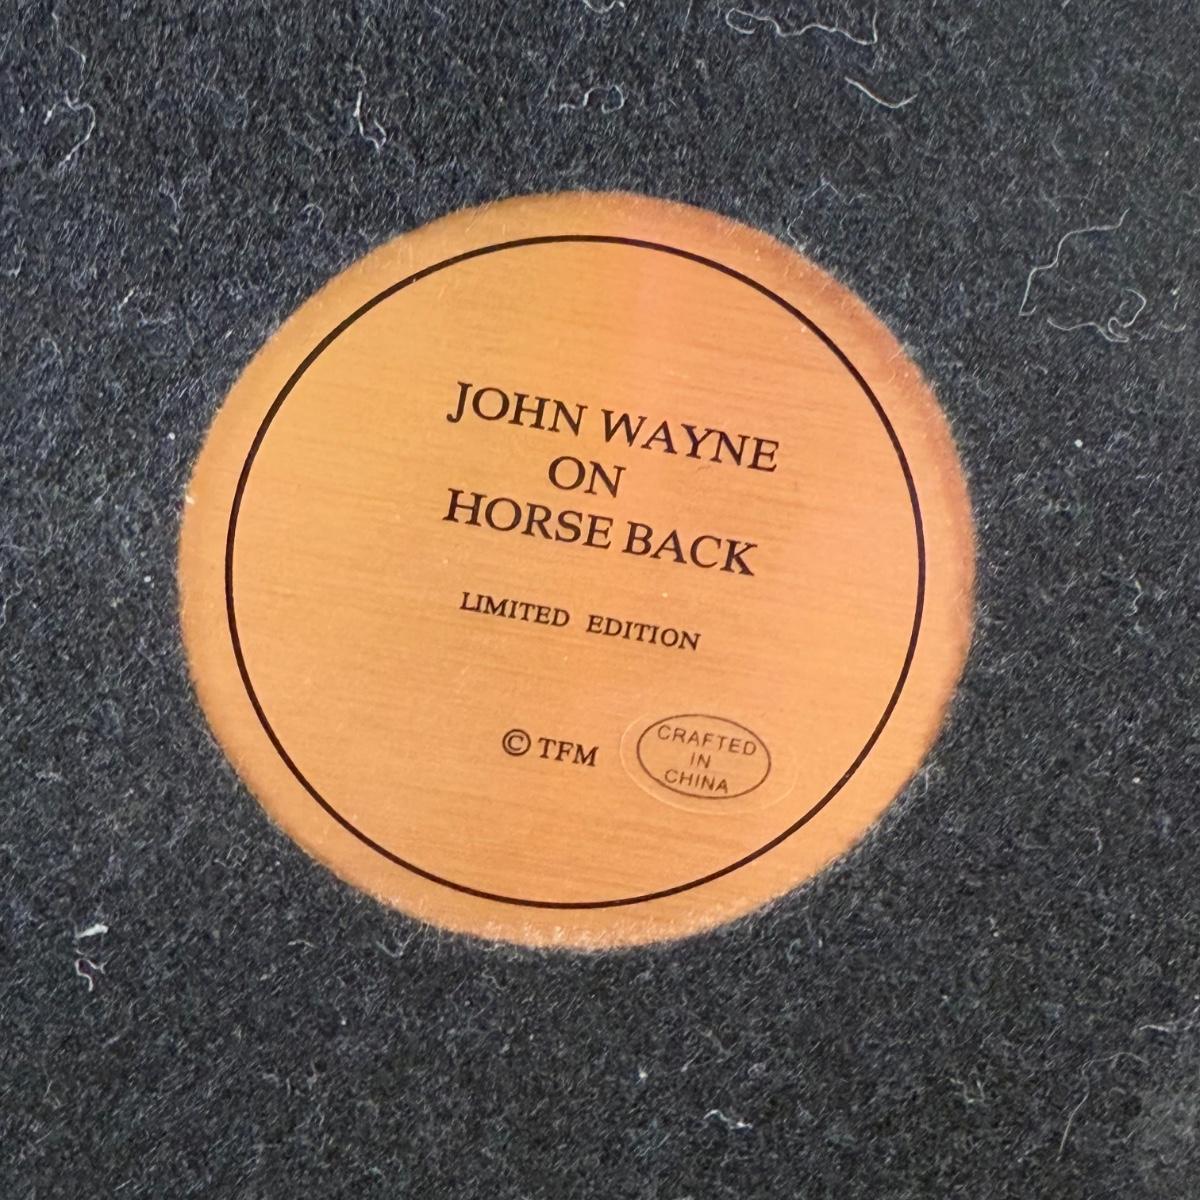 JOHN WAYNE
ON
HORSE BACK
LIMITED EDITION
© TFM
CRAFTED
IN
CHINA